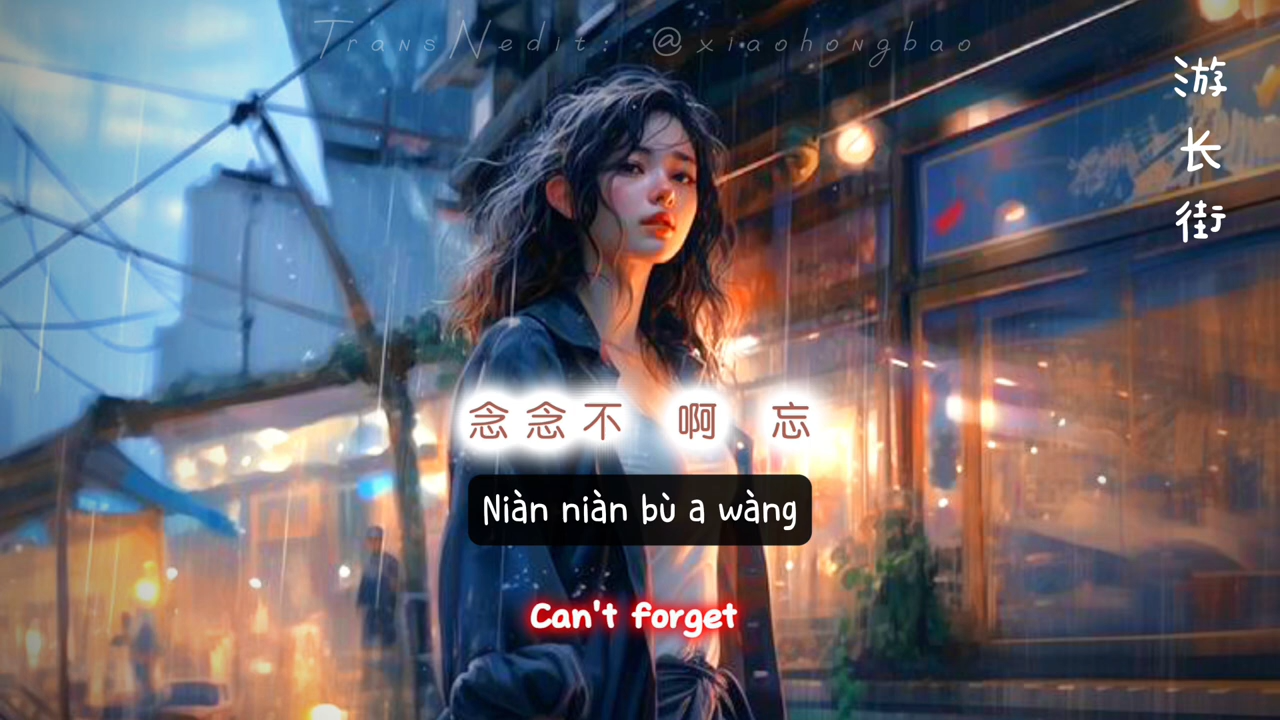 TransNedit: @xiaohongbao
游长街
念念不 啊 忘
Niàn niàn bù a wàng
Can't forget